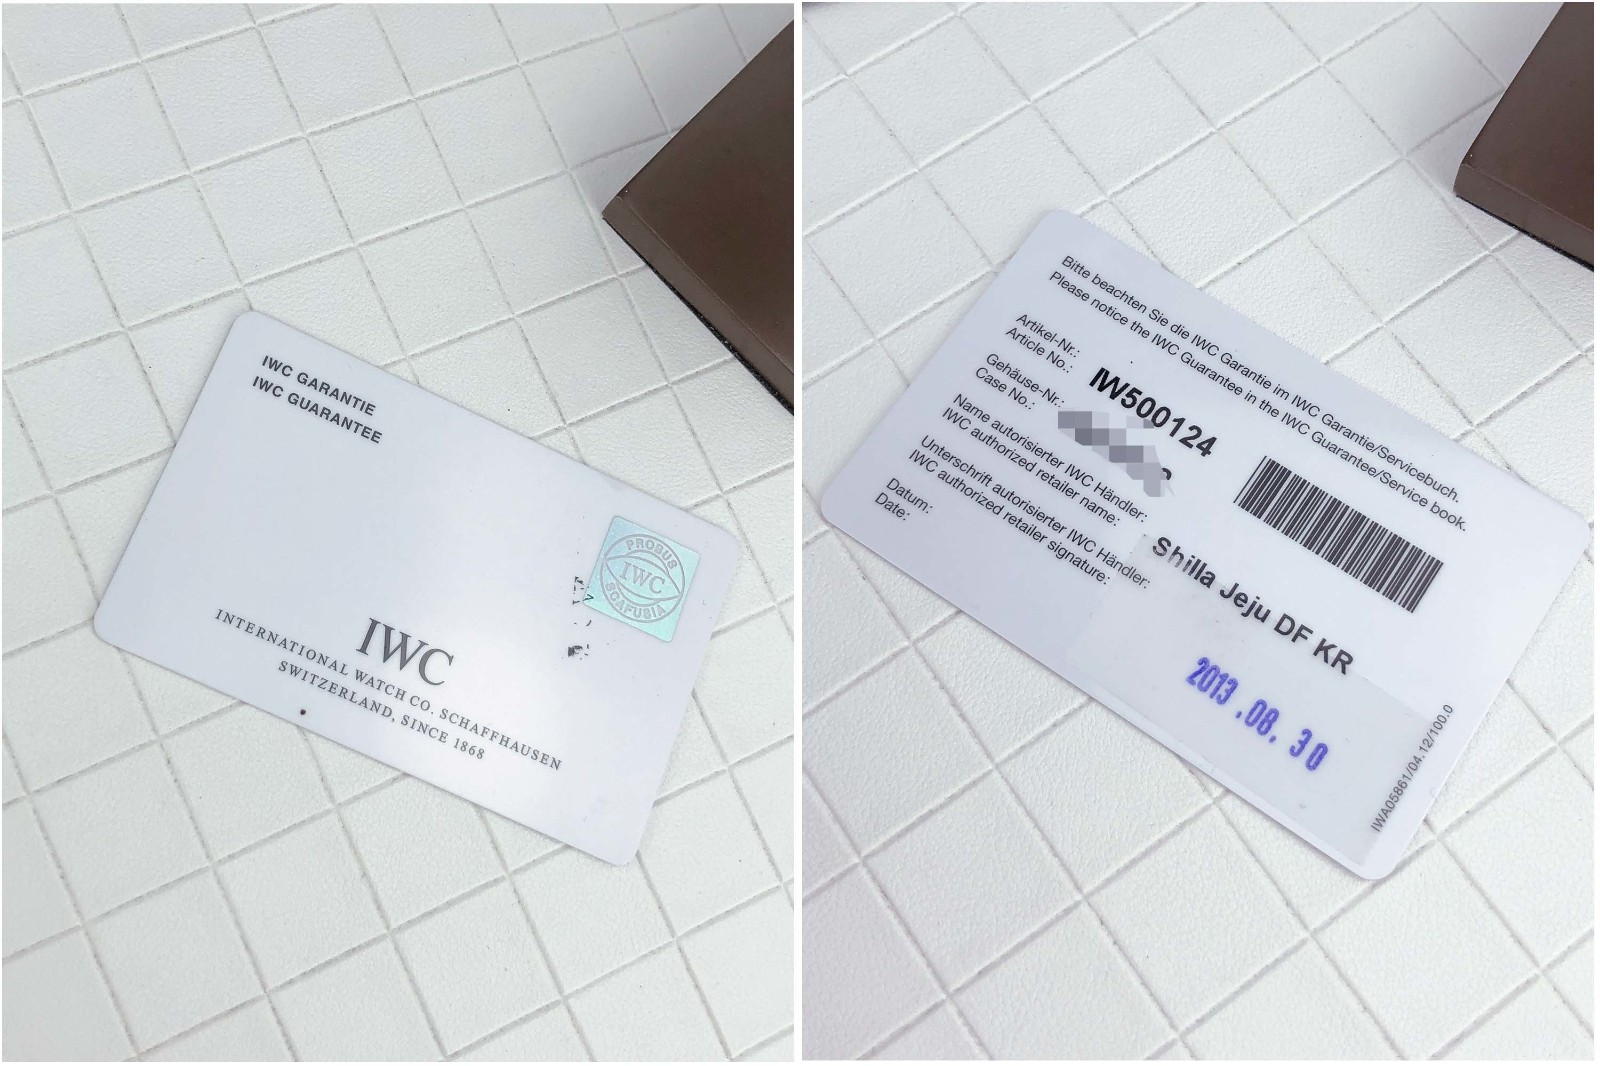 IWC GARANTIE
IWC GUARANTEE
PROBUS
IWC
SCAFUSIA
IWC
INTERNATIONAL WATCH CO. SCHAFFHAUSEN
SWITZERLAND, SINCE 1868
Bitte beachten Sie die IWC Garantie im IWC Garantie/Servicebuch.
Please notice the IWC Guarantee in the IWC Guarantee/Service book.
Artikel-Nr.:
Article No.:
IW500124
Gehäuse-Nr.:
Case No.:
Name autorisierter IWC Händler:
IWC authorized retailer name:
Shilla Jeju DF KR
Unterschrift autorisierter IWC Händler:
IWC authorized retailer signature:
Datum:
Date:
2013.08.30
IWA05861/04.12/100.0